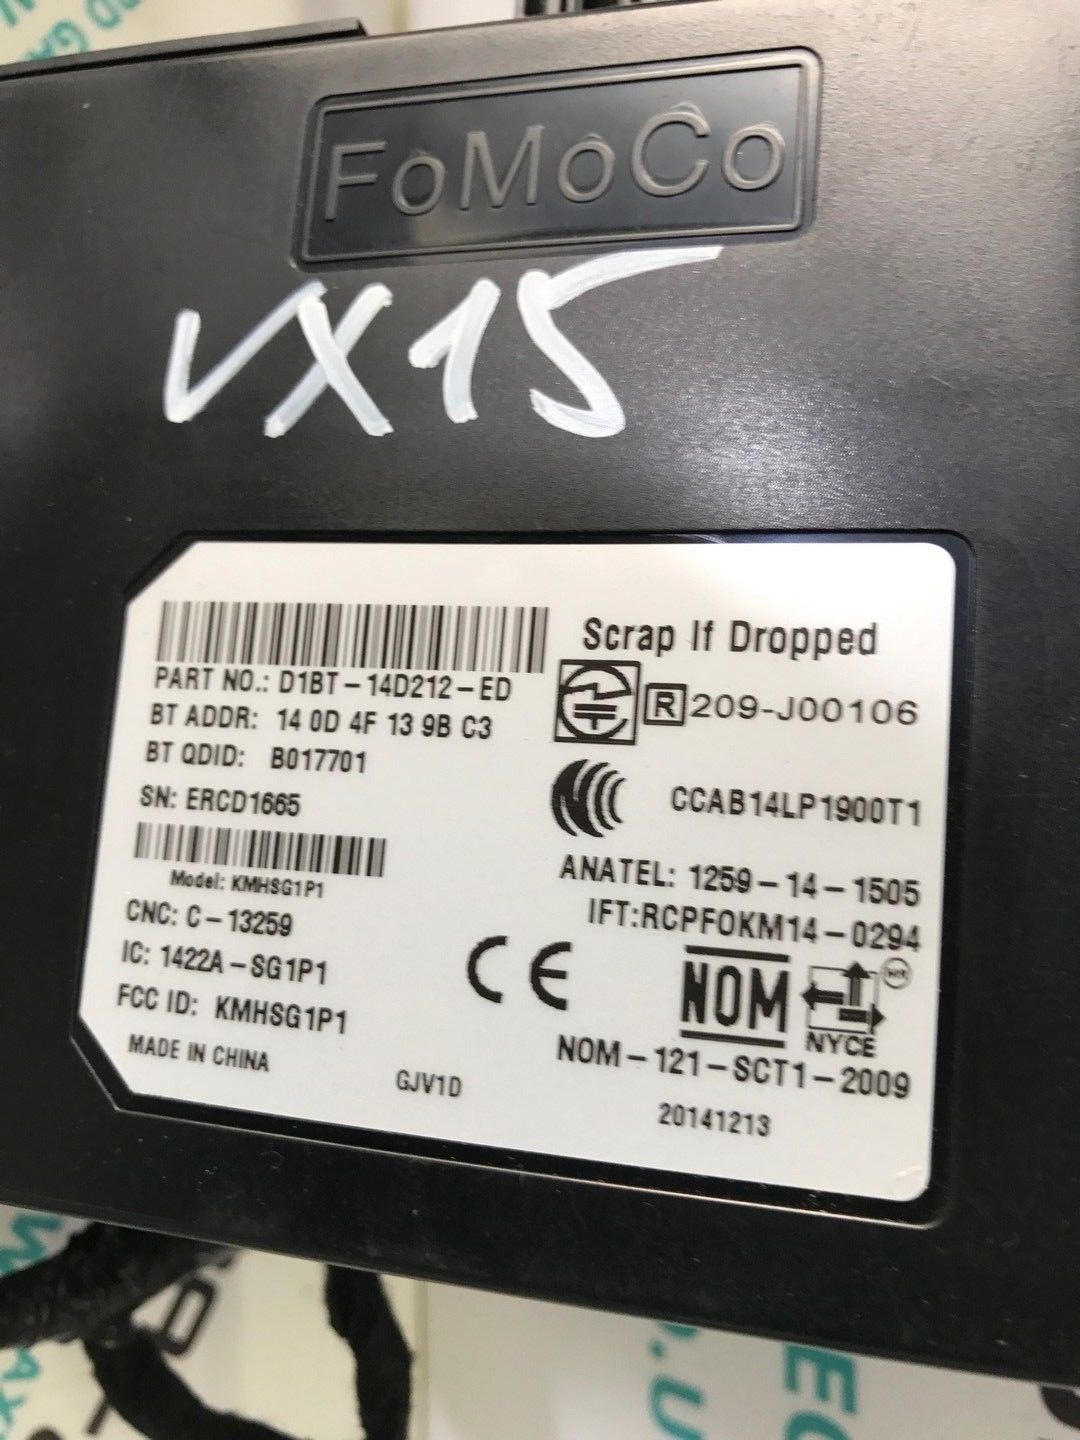 FoMoCo
VX15
Scrap If Dropped
PART NO.: D1BT-14D212-ED
R 209-J00106
BT ADDR: 14 0D 4F 13 9B C3
BT QDID: B017701
SN: ERCD1665
CCAB14LP1900T1
Model: KMHSG1P1
ANATEL: 1259-14-1505
CNC: C-13259
IFT:RCPFOKM14-0294
IC: 1422A-SG1P1
CE
NOM
NYCE
FCC ID: KMHSG1P1
NOM-121-SCT1-2009
MADE IN CHINA
GJV1D
20141213